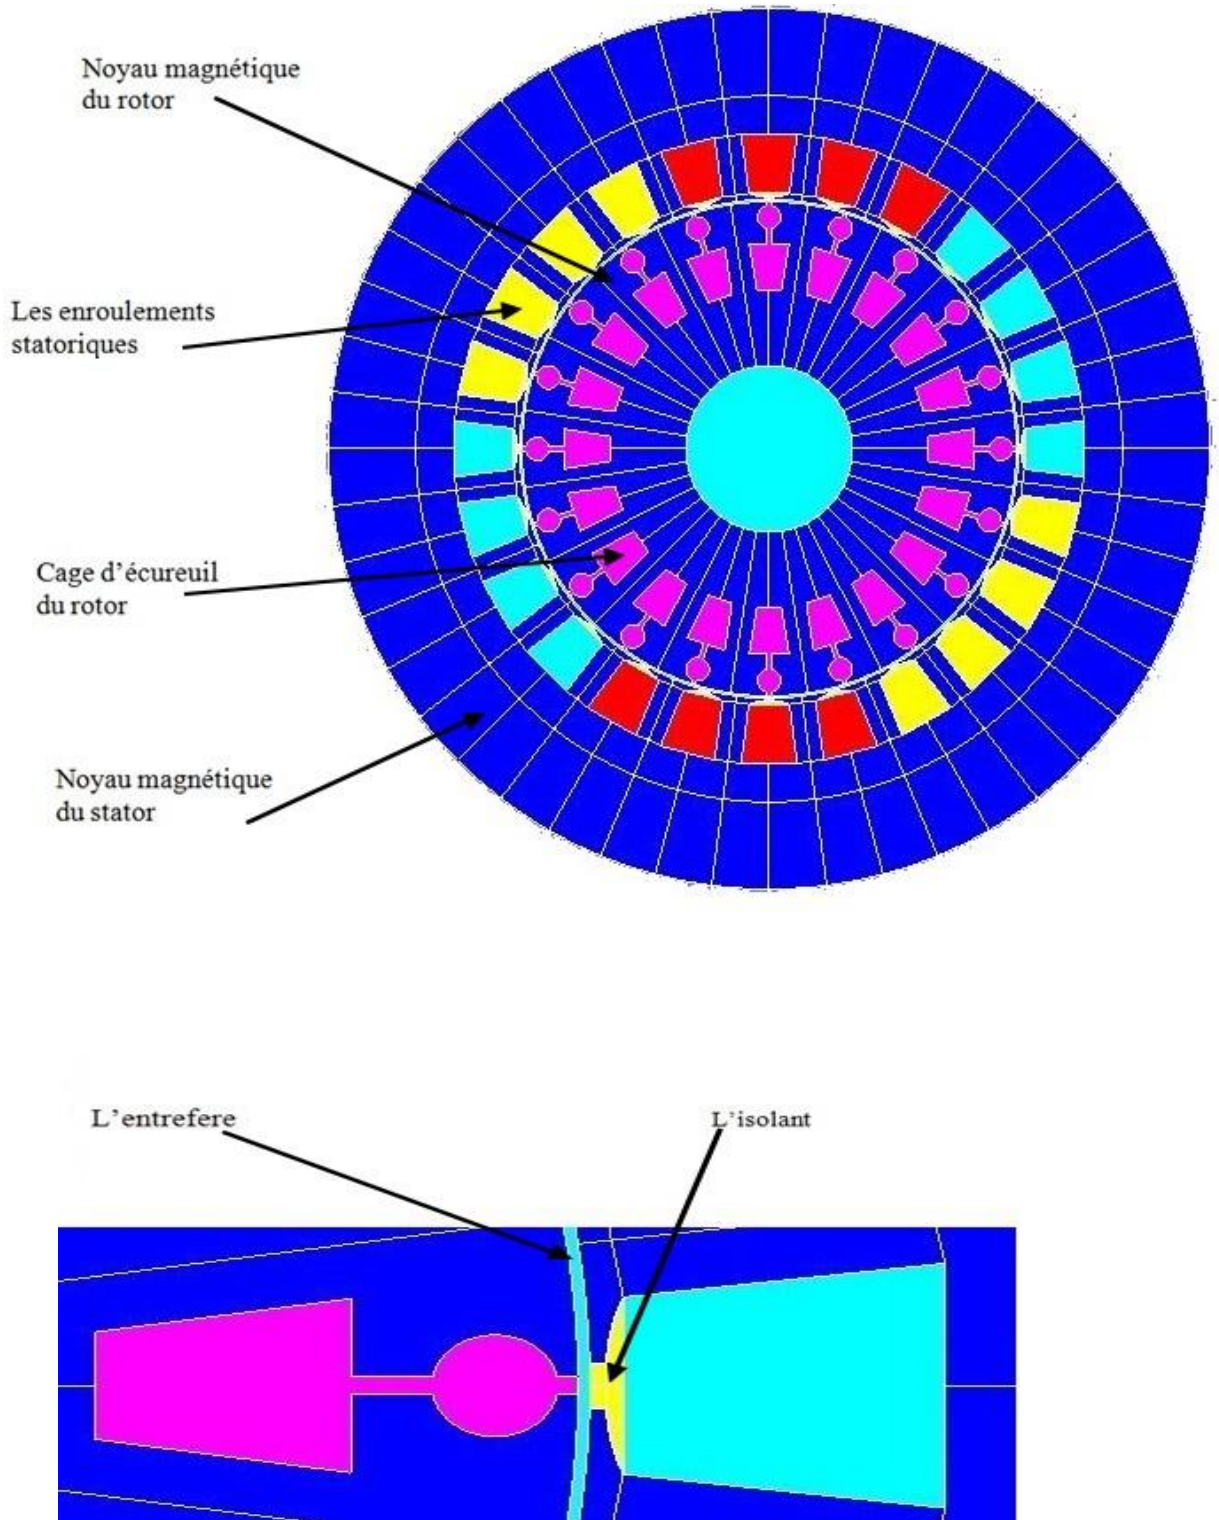 Noyau magnétique
du rotor
Les enroulements
statoriques
Cage d'écureuil
du rotor
Noyau magnétique
du stator
L'entrefere
L'isolant